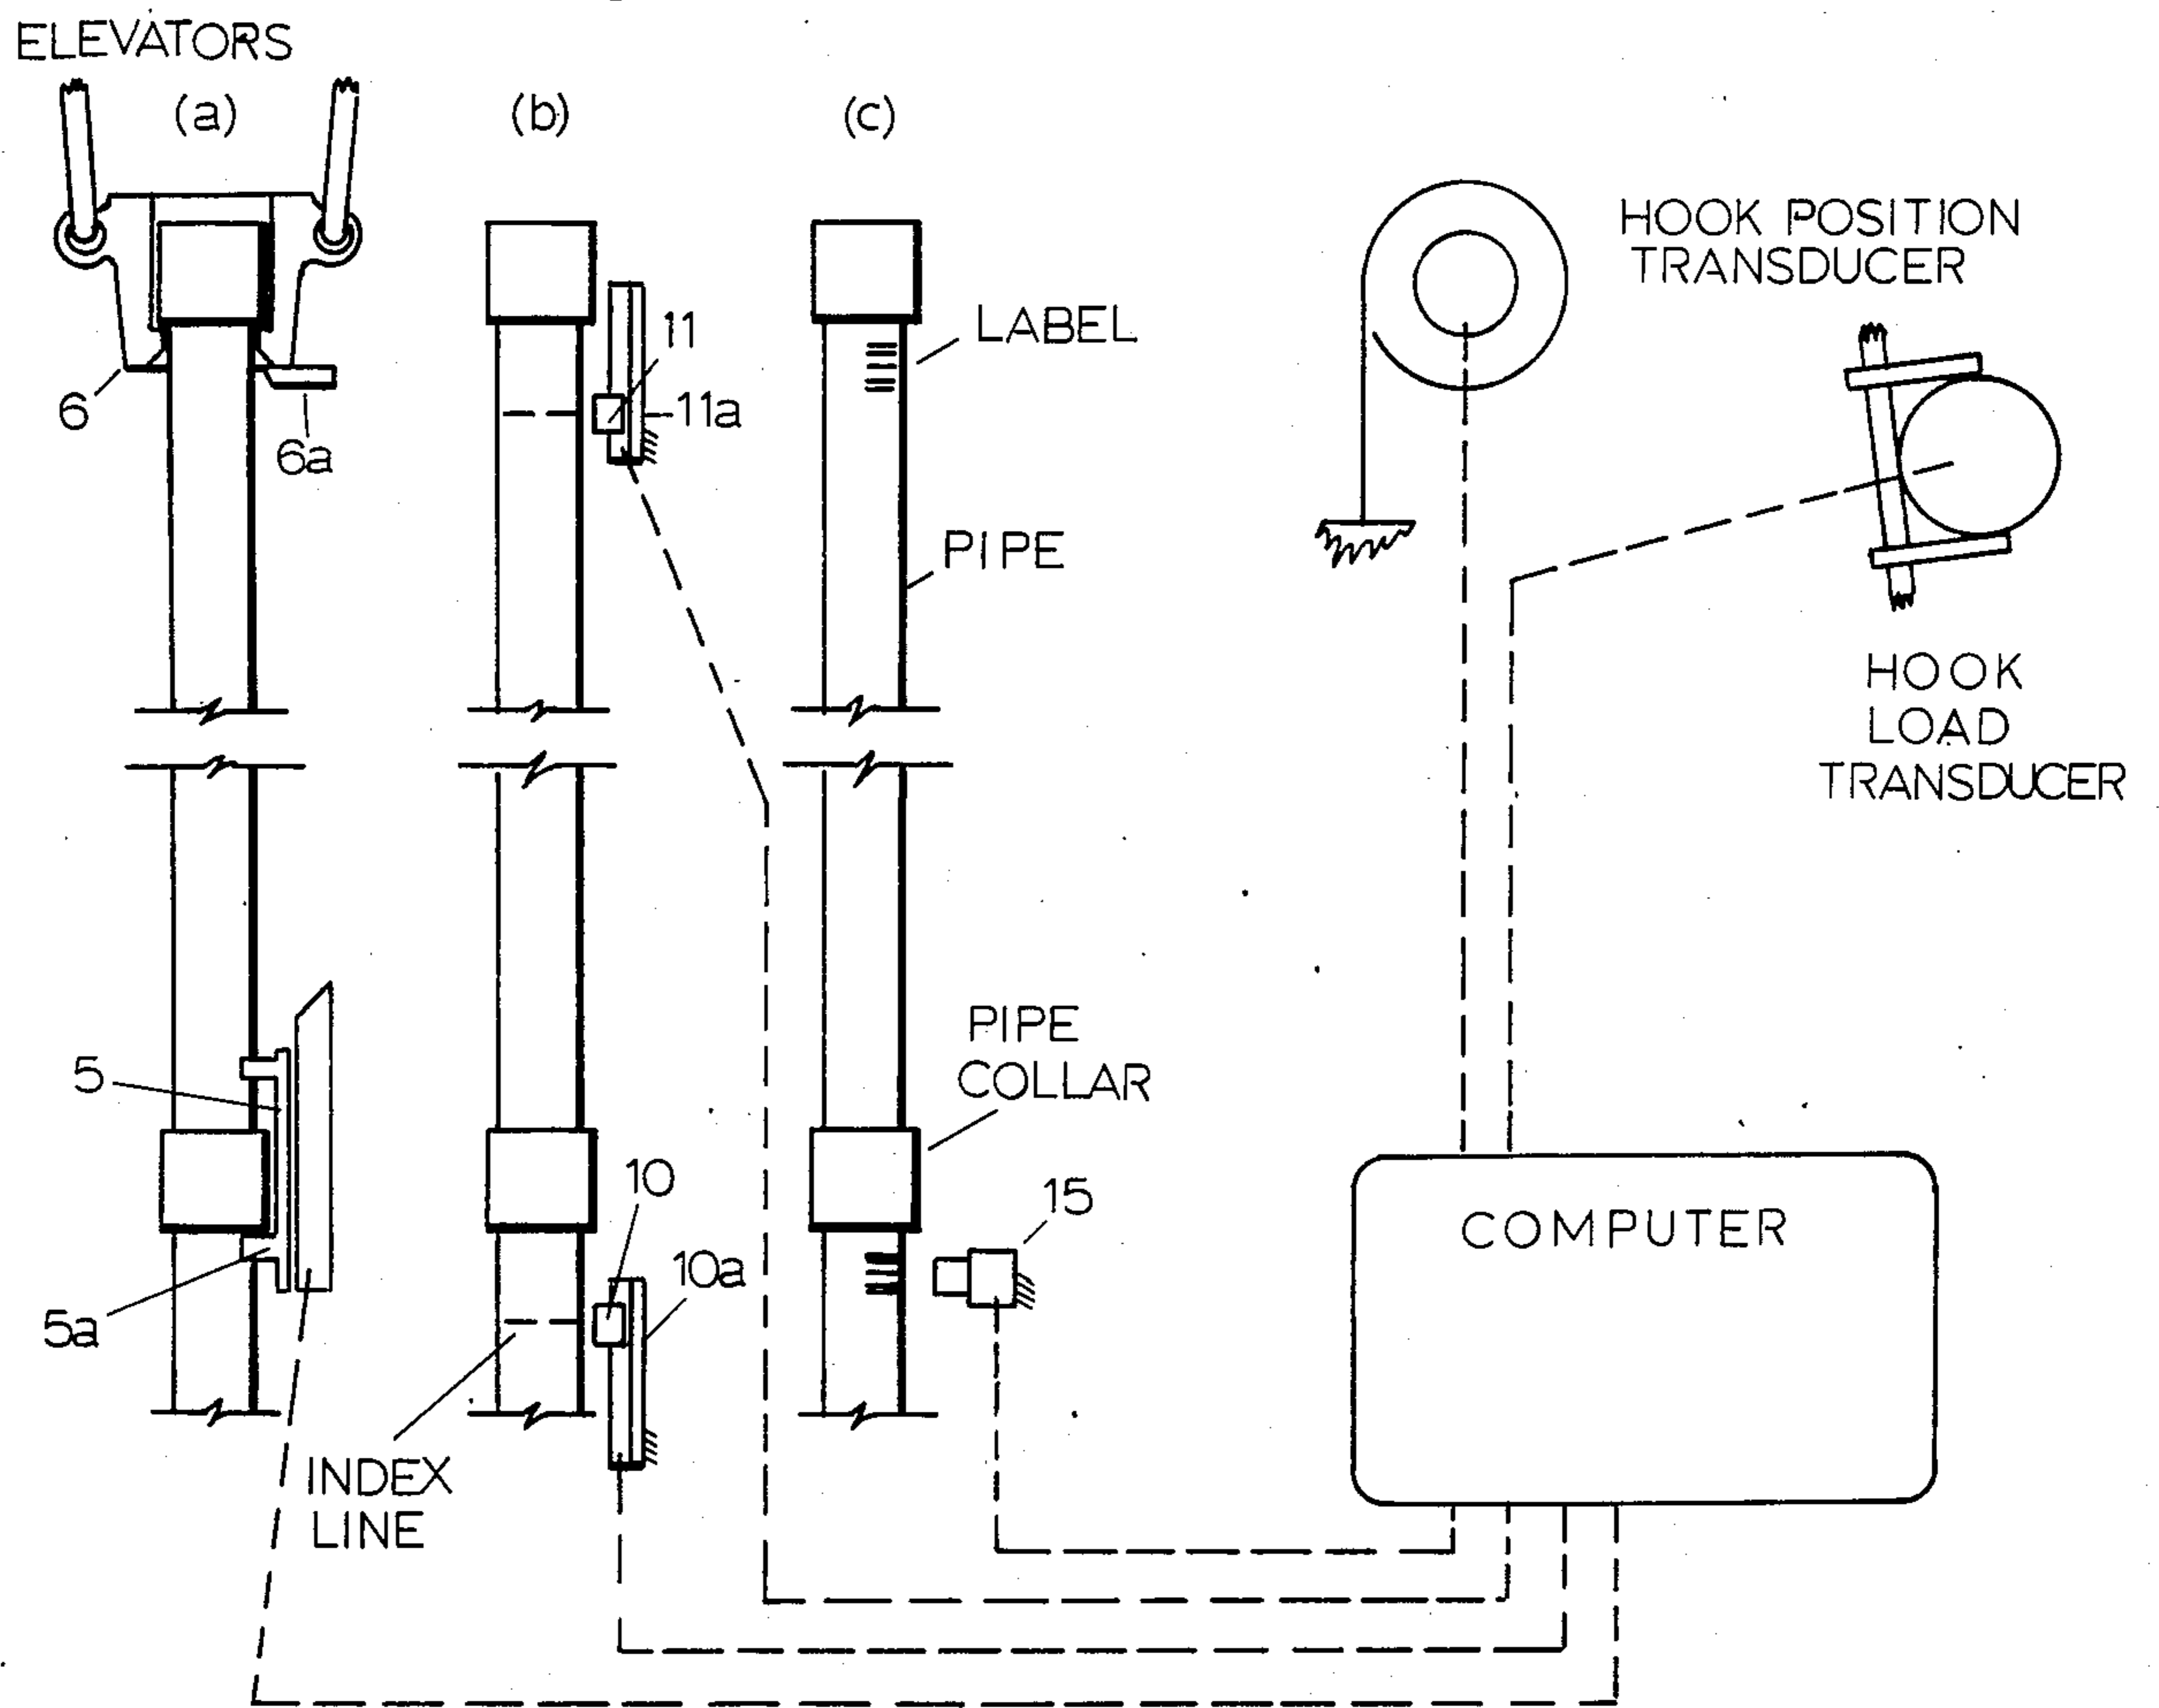 ELEVATORS
(a)
(b)
(c)
HOOK POSITION
TRANSDUCER
LABEL
11
11a
6
6a
PIPE
HOOK
LOAD
TRANSDUCER
PIPE
COLLAR
5
10
15
COMPUTER
10a
5a
INDEX
LINE